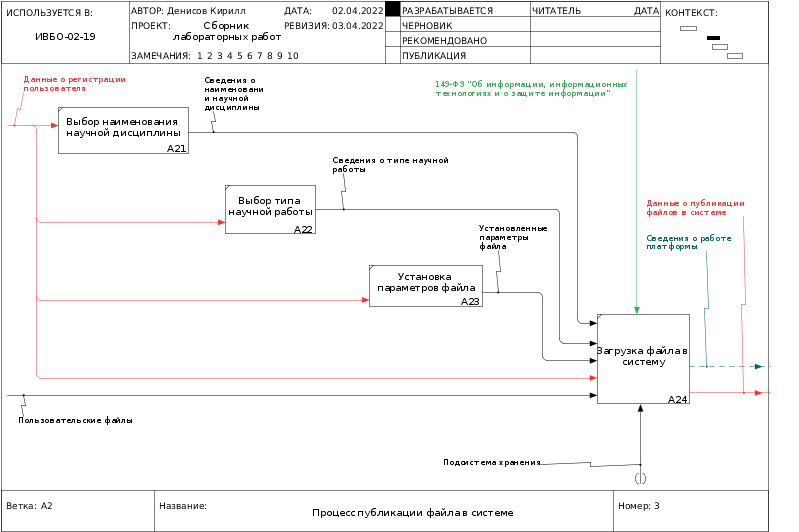 ИСПОЛЬЗУЕТСЯ В:
ИВБО-02-19
АВТОР: Денисов Кирилл
ДАТА: 02.04.2022
ПРОЕКТ: Сборник
лабораторных работ
РЕВИЗИЯ: 03.04.2022
ЗАМЕЧАНИЯ: 1 2 3 4 5 6 7 8 9 10
РАЗРАБАТЫВАЕТСЯ
ЧЕРНОВИК
РЕКОМЕНДОВАНО
ПУБЛИКАЦИЯ
ЧИТАТЕЛЬ
ДАТА
КОНТЕКСТ:
Данные о регистрации
пользователя
Сведения о
наименовани
и научной
дисциплины
149-ФЗ "Об информации, информационных
технологиях и о защите информации"
Выбор наименования
научной дисциплины
A21
Сведения о типе научной
работы
Выбор типа
научной работы
A22
Данные о публикации
файлов в системе
Установленные
параметры
файла
Сведения о работе
платформы
Установка
параметров файла
A23
Загрузка файла в
систему
A24
Пользовательские файлы
Подсистема хранения
Ветка: A2
Название:
Процесс публикации файла в системе
Номер: 3